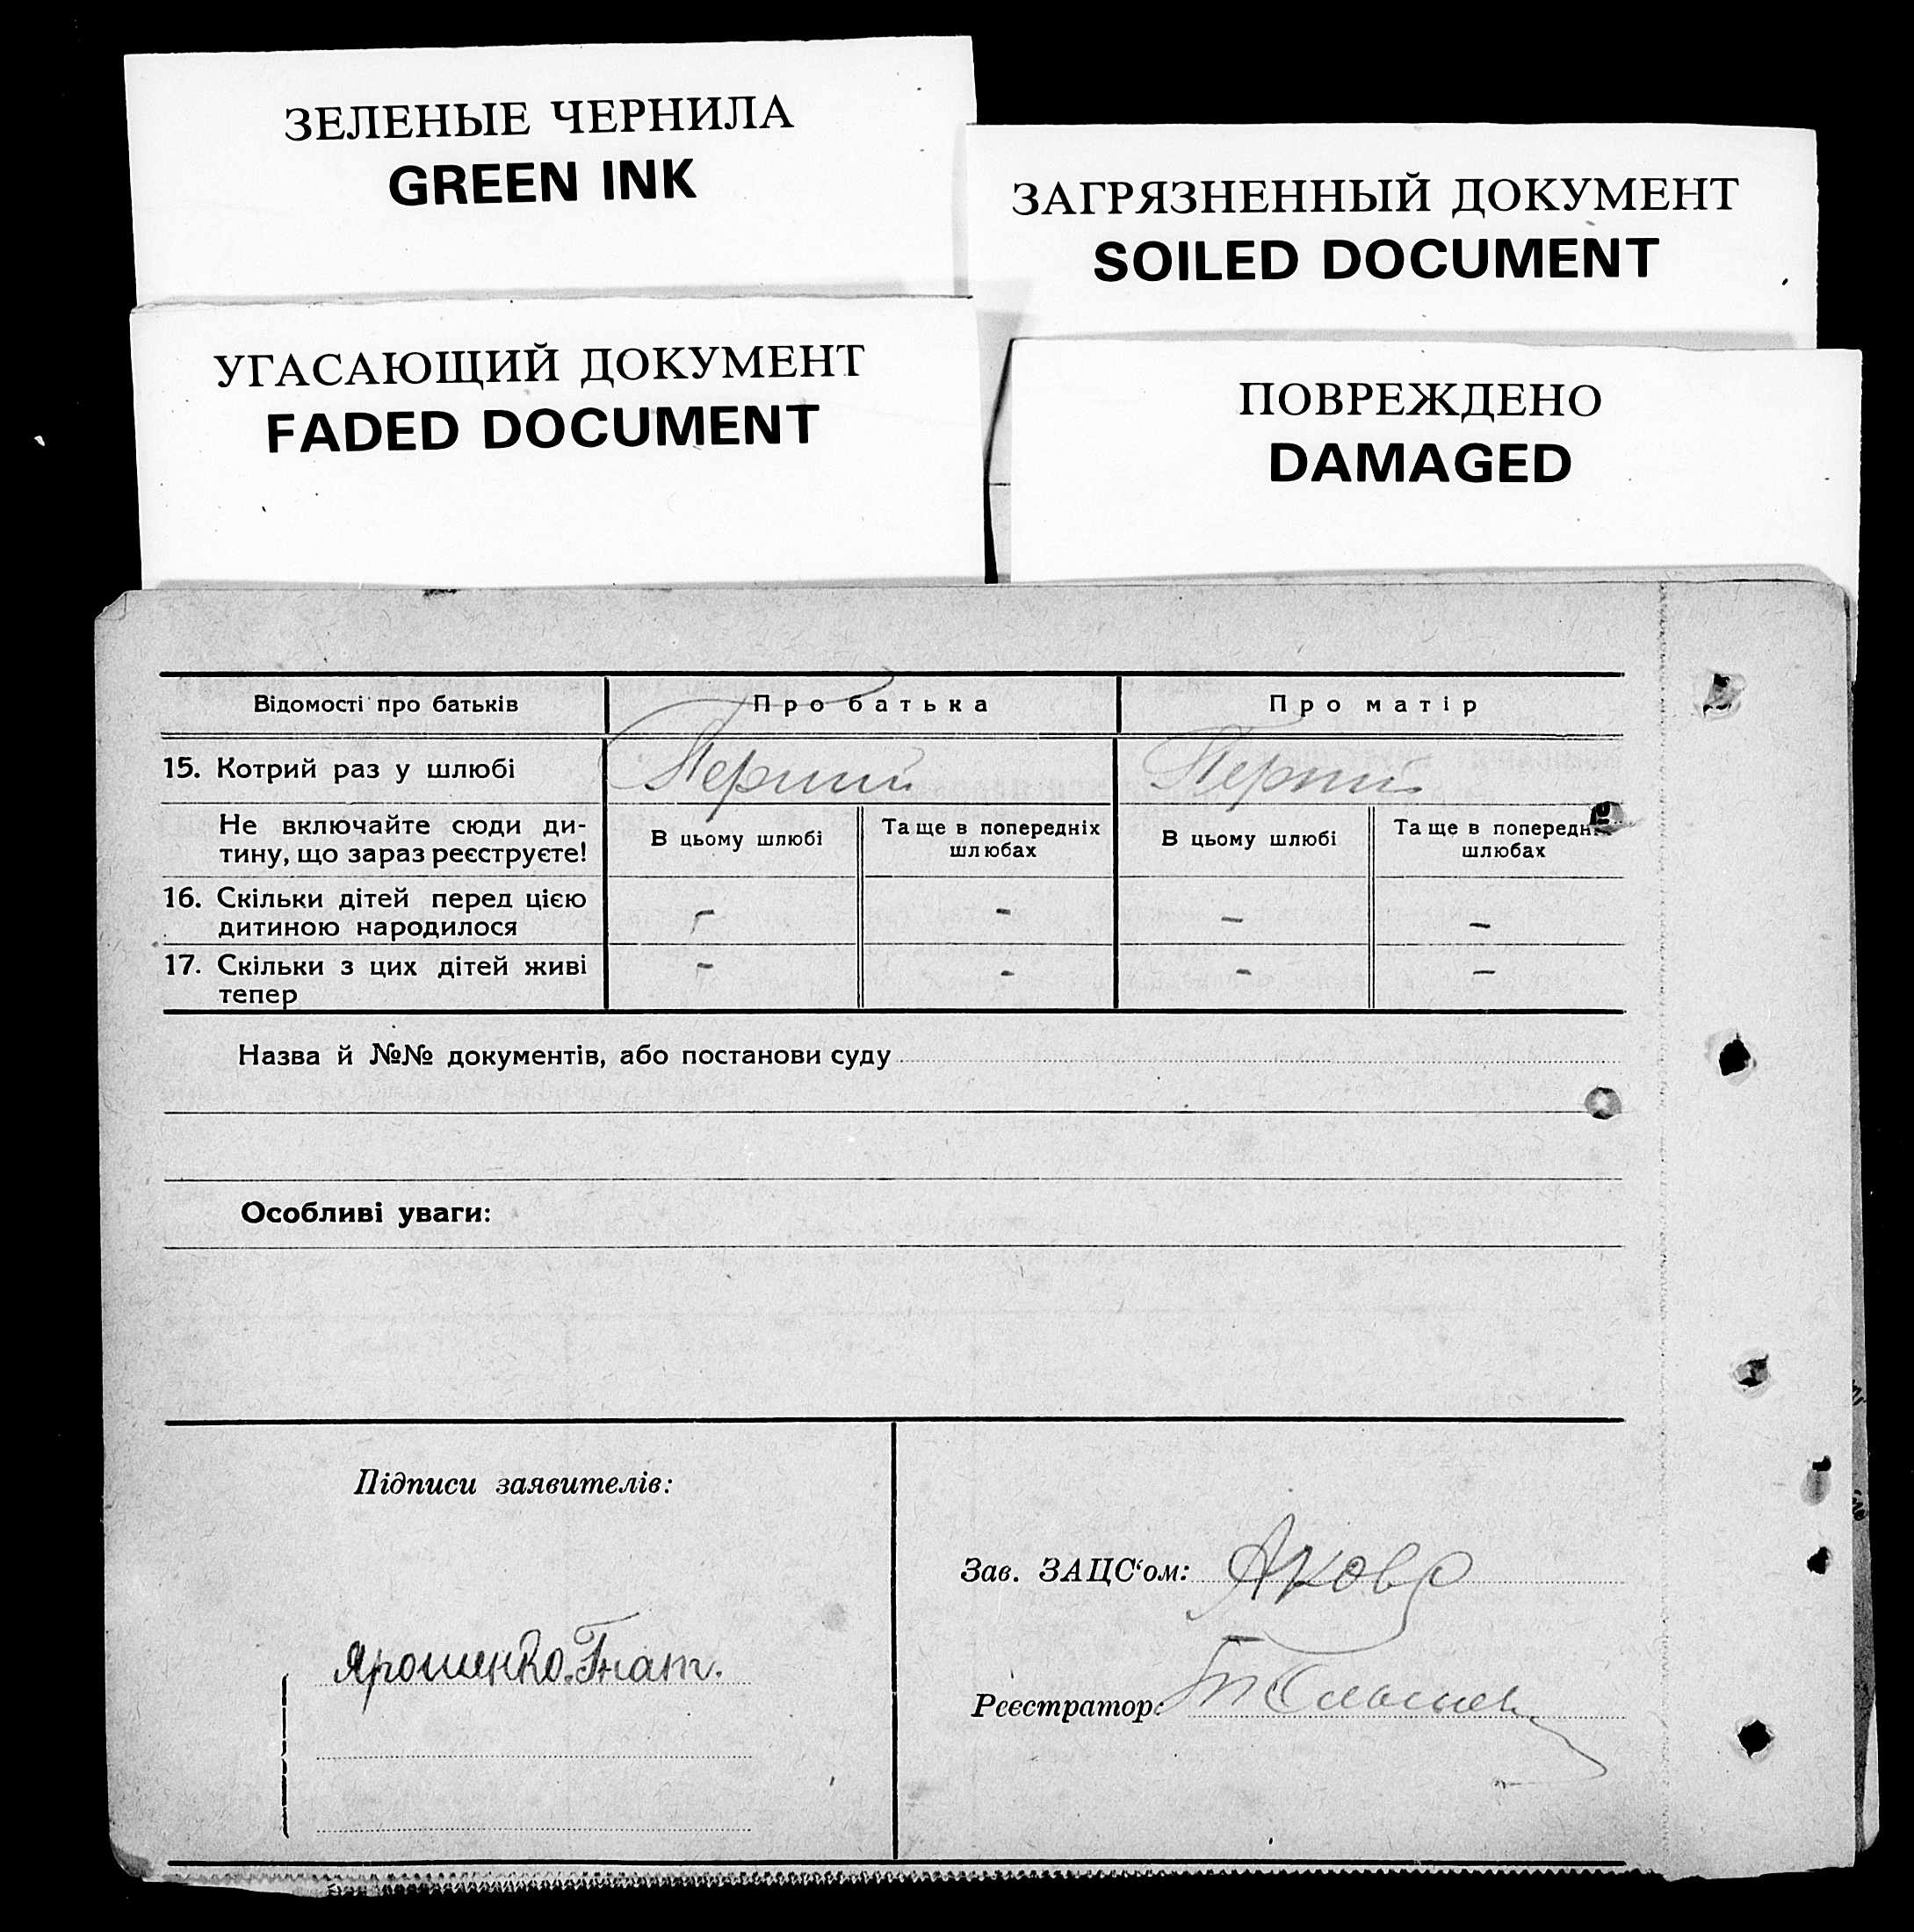 ЗЕЛЕНЫЕ ЧЕРНИЛА
GREEN INK
ЗАГРЯЗНЕННЫЙ ДОКУМЕНТ
SOILED DOCUMENT
УГАСАЮЩИЙ ДОКУМЕНТ
FADED DOCUMENT
ПОВРЕЖДЕНО
DAMAGED
Відомості про батьків Про батька Про матір
15. Котрий раз у шлюбі Перший Перший
Не включайте сюди ди-
тину, що зараз реєструєте!
В цьому шлюбі
Та ще в попередніх
шлюбах
В цьому шлюбі
Та ще в попередн
шлюбах
16. Скільки дітей перед цією
дитиною народилося
– – – –
17. Скільки з цих дітей живі
тепер
– – – –
Назва й №№ документів, або постанови суду
Особливі уваги:
Підписи заявителів:
Зав. ЗАЦС'ом:
Ярошенко Гнат.
Реєстратор: